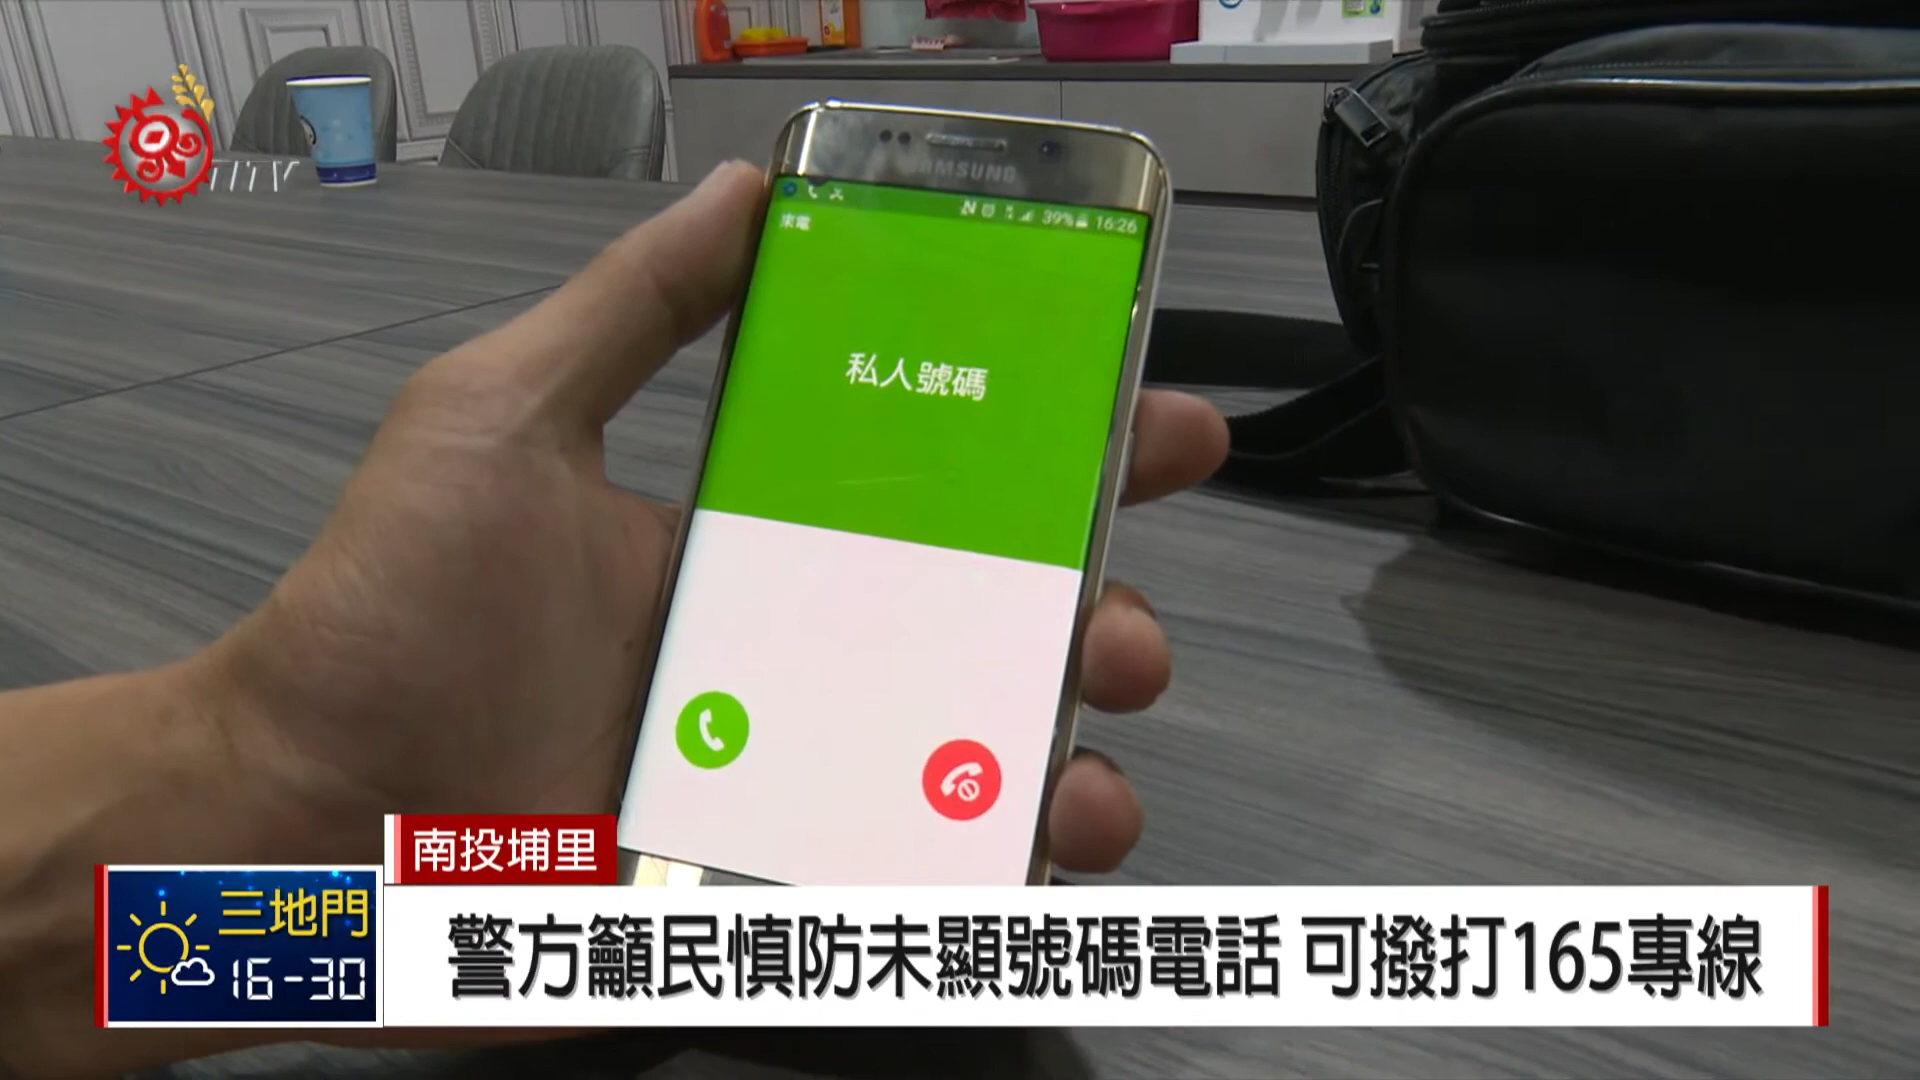 TITV
SAMSUNG
39% 16:26
來電
私人號碼
南投埔里
三地門
16-30
警方籲民慎防未顯號碼電話 可撥打165專線